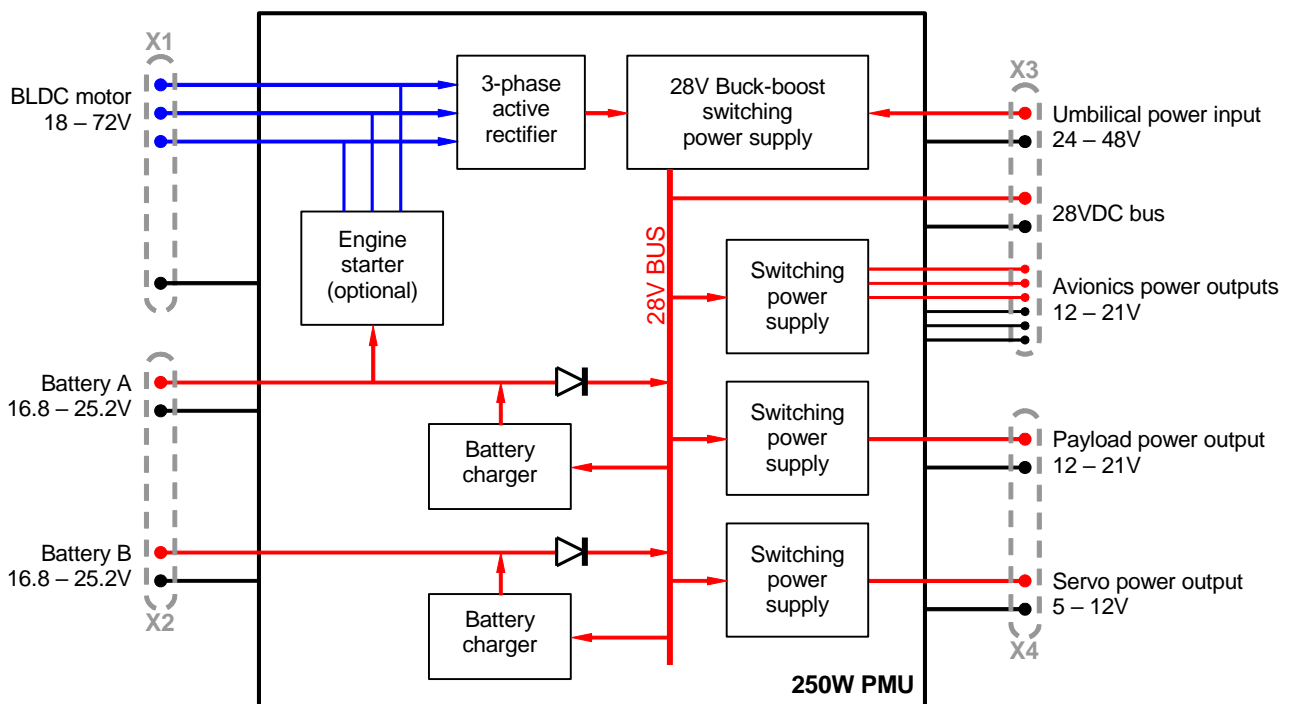 X1
BLDC motor
18 – 72V
3-phase
active
rectifier
28V Buck-boost
switching
power supply
X3
Umbilical power input
24 – 48V
28VDC bus
Engine
starter
(optional)
28V BUS
Switching
power
supply
Avionics power outputs
12 – 21V
Battery A
16.8 – 25.2V
Battery
charger
Switching
power
supply
Payload power output
12 – 21V
Battery B
16.8 – 25.2V
X2
Battery
charger
Switching
power
supply
Servo power output
5 – 12V
X4
250W PMU